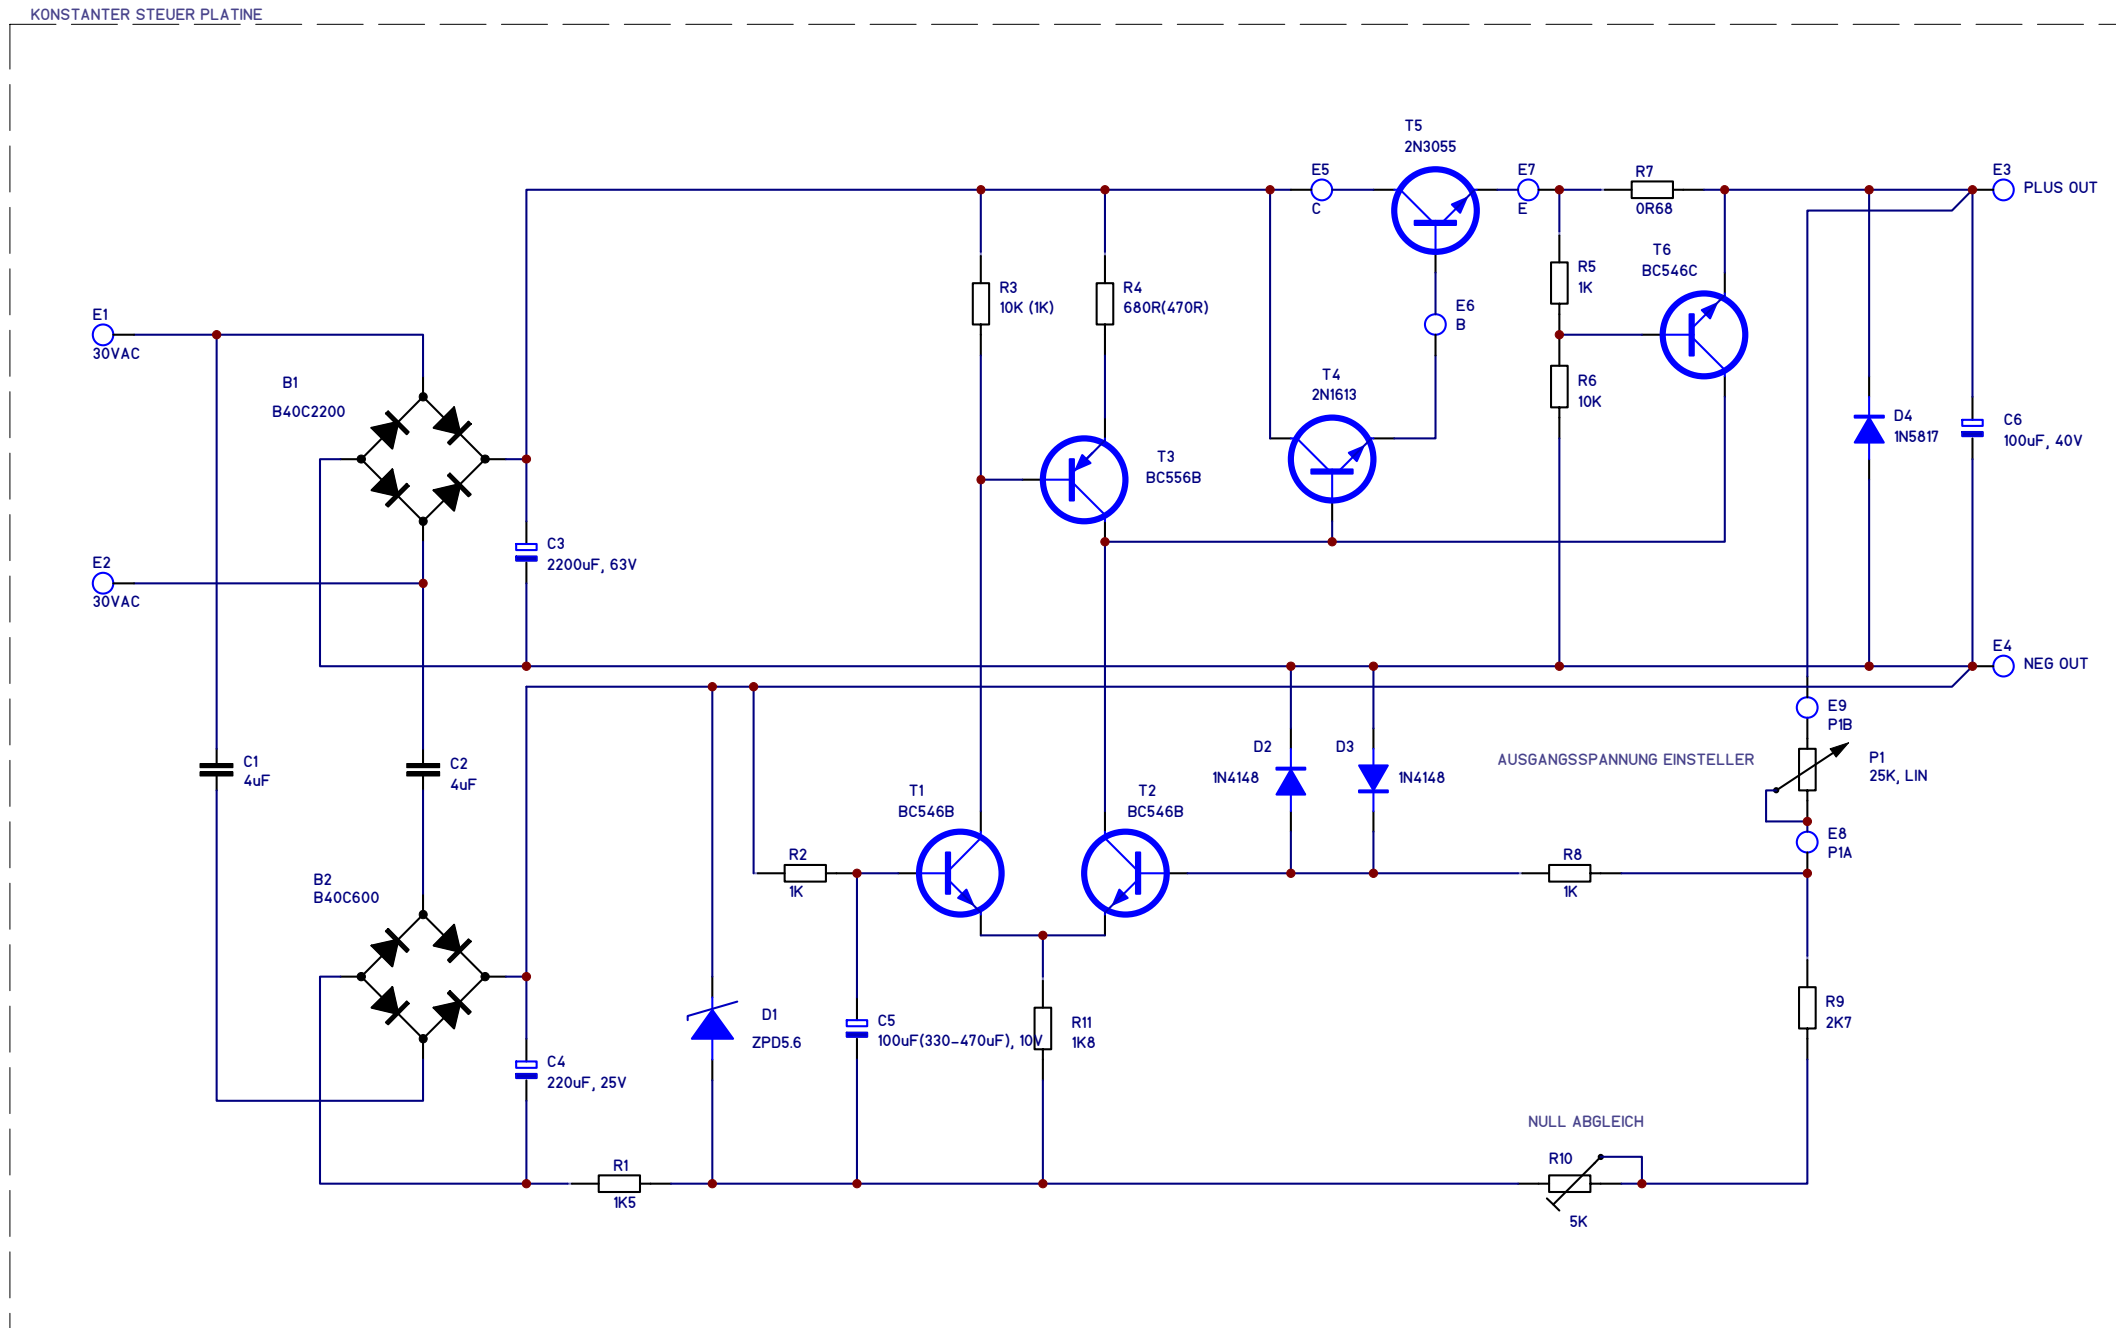 KONSTANTER STEUER PLATINE
T5
2N3055
E5
C
E7
E
R7
0R68
E3
PLUS OUT
T6
BC546C
R3
10K (1K)
R4
680R(470R)
E6
B
R5
1K
E1
30VAC
B1
B40C2200
T4
2N1613
R6
10K
D4
1N5817
C6
100uF, 40V
T3
BC556B
C3
2200uF, 63V
E2
30VAC
E4
NEG OUT
E9
P1B
D2
1N4148
D3
1N4148
AUSGANGSSPANNUNG EINSTELLER
P1
25K, LIN
C1
4uF
C2
4uF
T1
BC546B
T2
BC546B
R2
1K
R8
1K
E8
P1A
B2
B40C600
D1
ZPD5.6
C5
100uF(330-470uF), 10V
R11
1K8
R9
2K7
C4
220uF, 25V
NULL ABGLEICH
R1
1K5
R10
5K